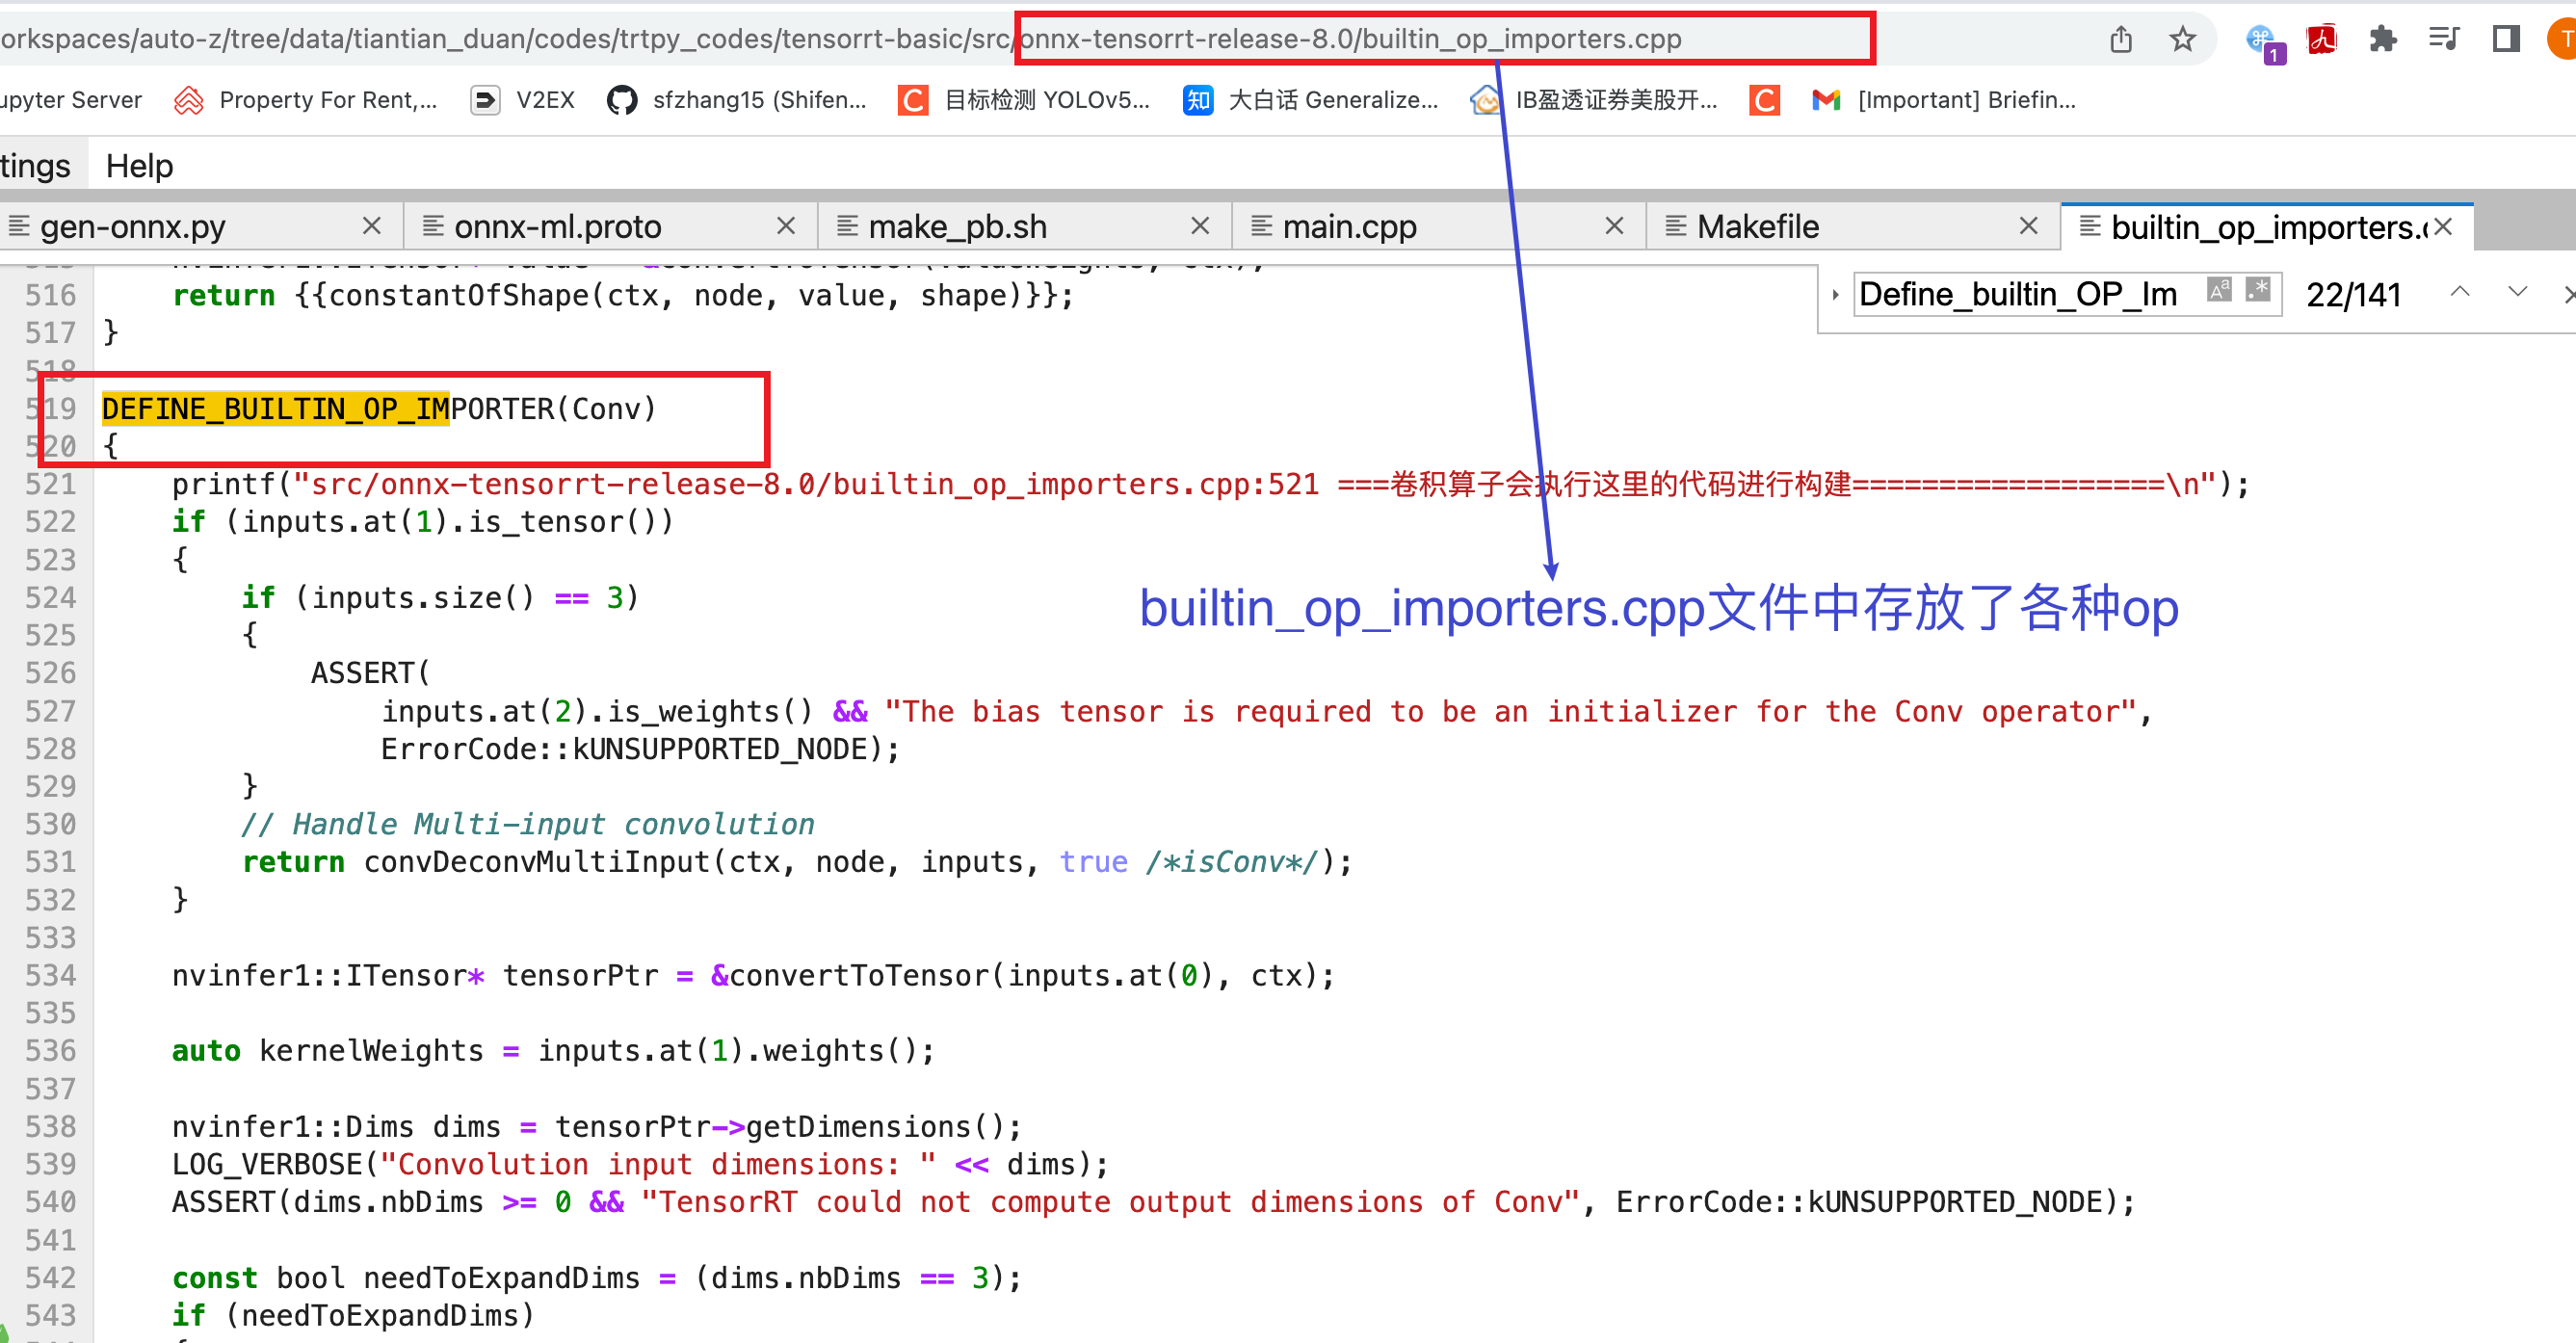 orkspaces/auto-z/tree/data/tiantian_duan/codes/trtpy_codes/tensorrt-basic/src/onnx-tensorrt-release-8.0/builtin_op_importers.cpp
1
T
upyter Server Property For Rent,... V2EX sfzhang15 (Shifen... C 目标检测 YOLOv5... 知 大白话 Generalize... IB盈透证券美股开... C [Important] Briefin...
tings Help
gen-onnx.py onnx-ml.proto make_pb.sh main.cpp Makefile builtin_op_importers.c
Define_builtin_OP_Im 22/141
516 return {{constantOfShape(ctx, node, value, shape)}};
517 }
518
519 DEFINE_BUILTIN_OP_IMPORTER(Conv)
520 {
521 printf("src/onnx-tensorrt-release-8.0/builtin_op_importers.cpp:521 ===卷积算子会执行这里的代码进行构建==================\n");
522 if (inputs.at(1).is_tensor())
523 {
524 if (inputs.size() == 3)
builtin_op_importers.cpp文件中存放了各种op
525 {
526 ASSERT(
527 inputs.at(2).is_weights() && "The bias tensor is required to be an initializer for the Conv operator",
528 ErrorCode::kUNSUPPORTED_NODE);
529 }
530 // Handle Multi-input convolution
531 return convDeconvMultiInput(ctx, node, inputs, true /*isConv*/);
532 }
533
534 nvinfer1::ITensor* tensorPtr = &convertToTensor(inputs.at(0), ctx);
535
536 auto kernelWeights = inputs.at(1).weights();
537
538 nvinfer1::Dims dims = tensorPtr->getDimensions();
539 LOG_VERBOSE("Convolution input dimensions: " << dims);
540 ASSERT(dims.nbDims >= 0 && "TensorRT could not compute output dimensions of Conv", ErrorCode::kUNSUPPORTED_NODE);
541
542 const bool needToExpandDims = (dims.nbDims == 3);
543 if (needToExpandDims)